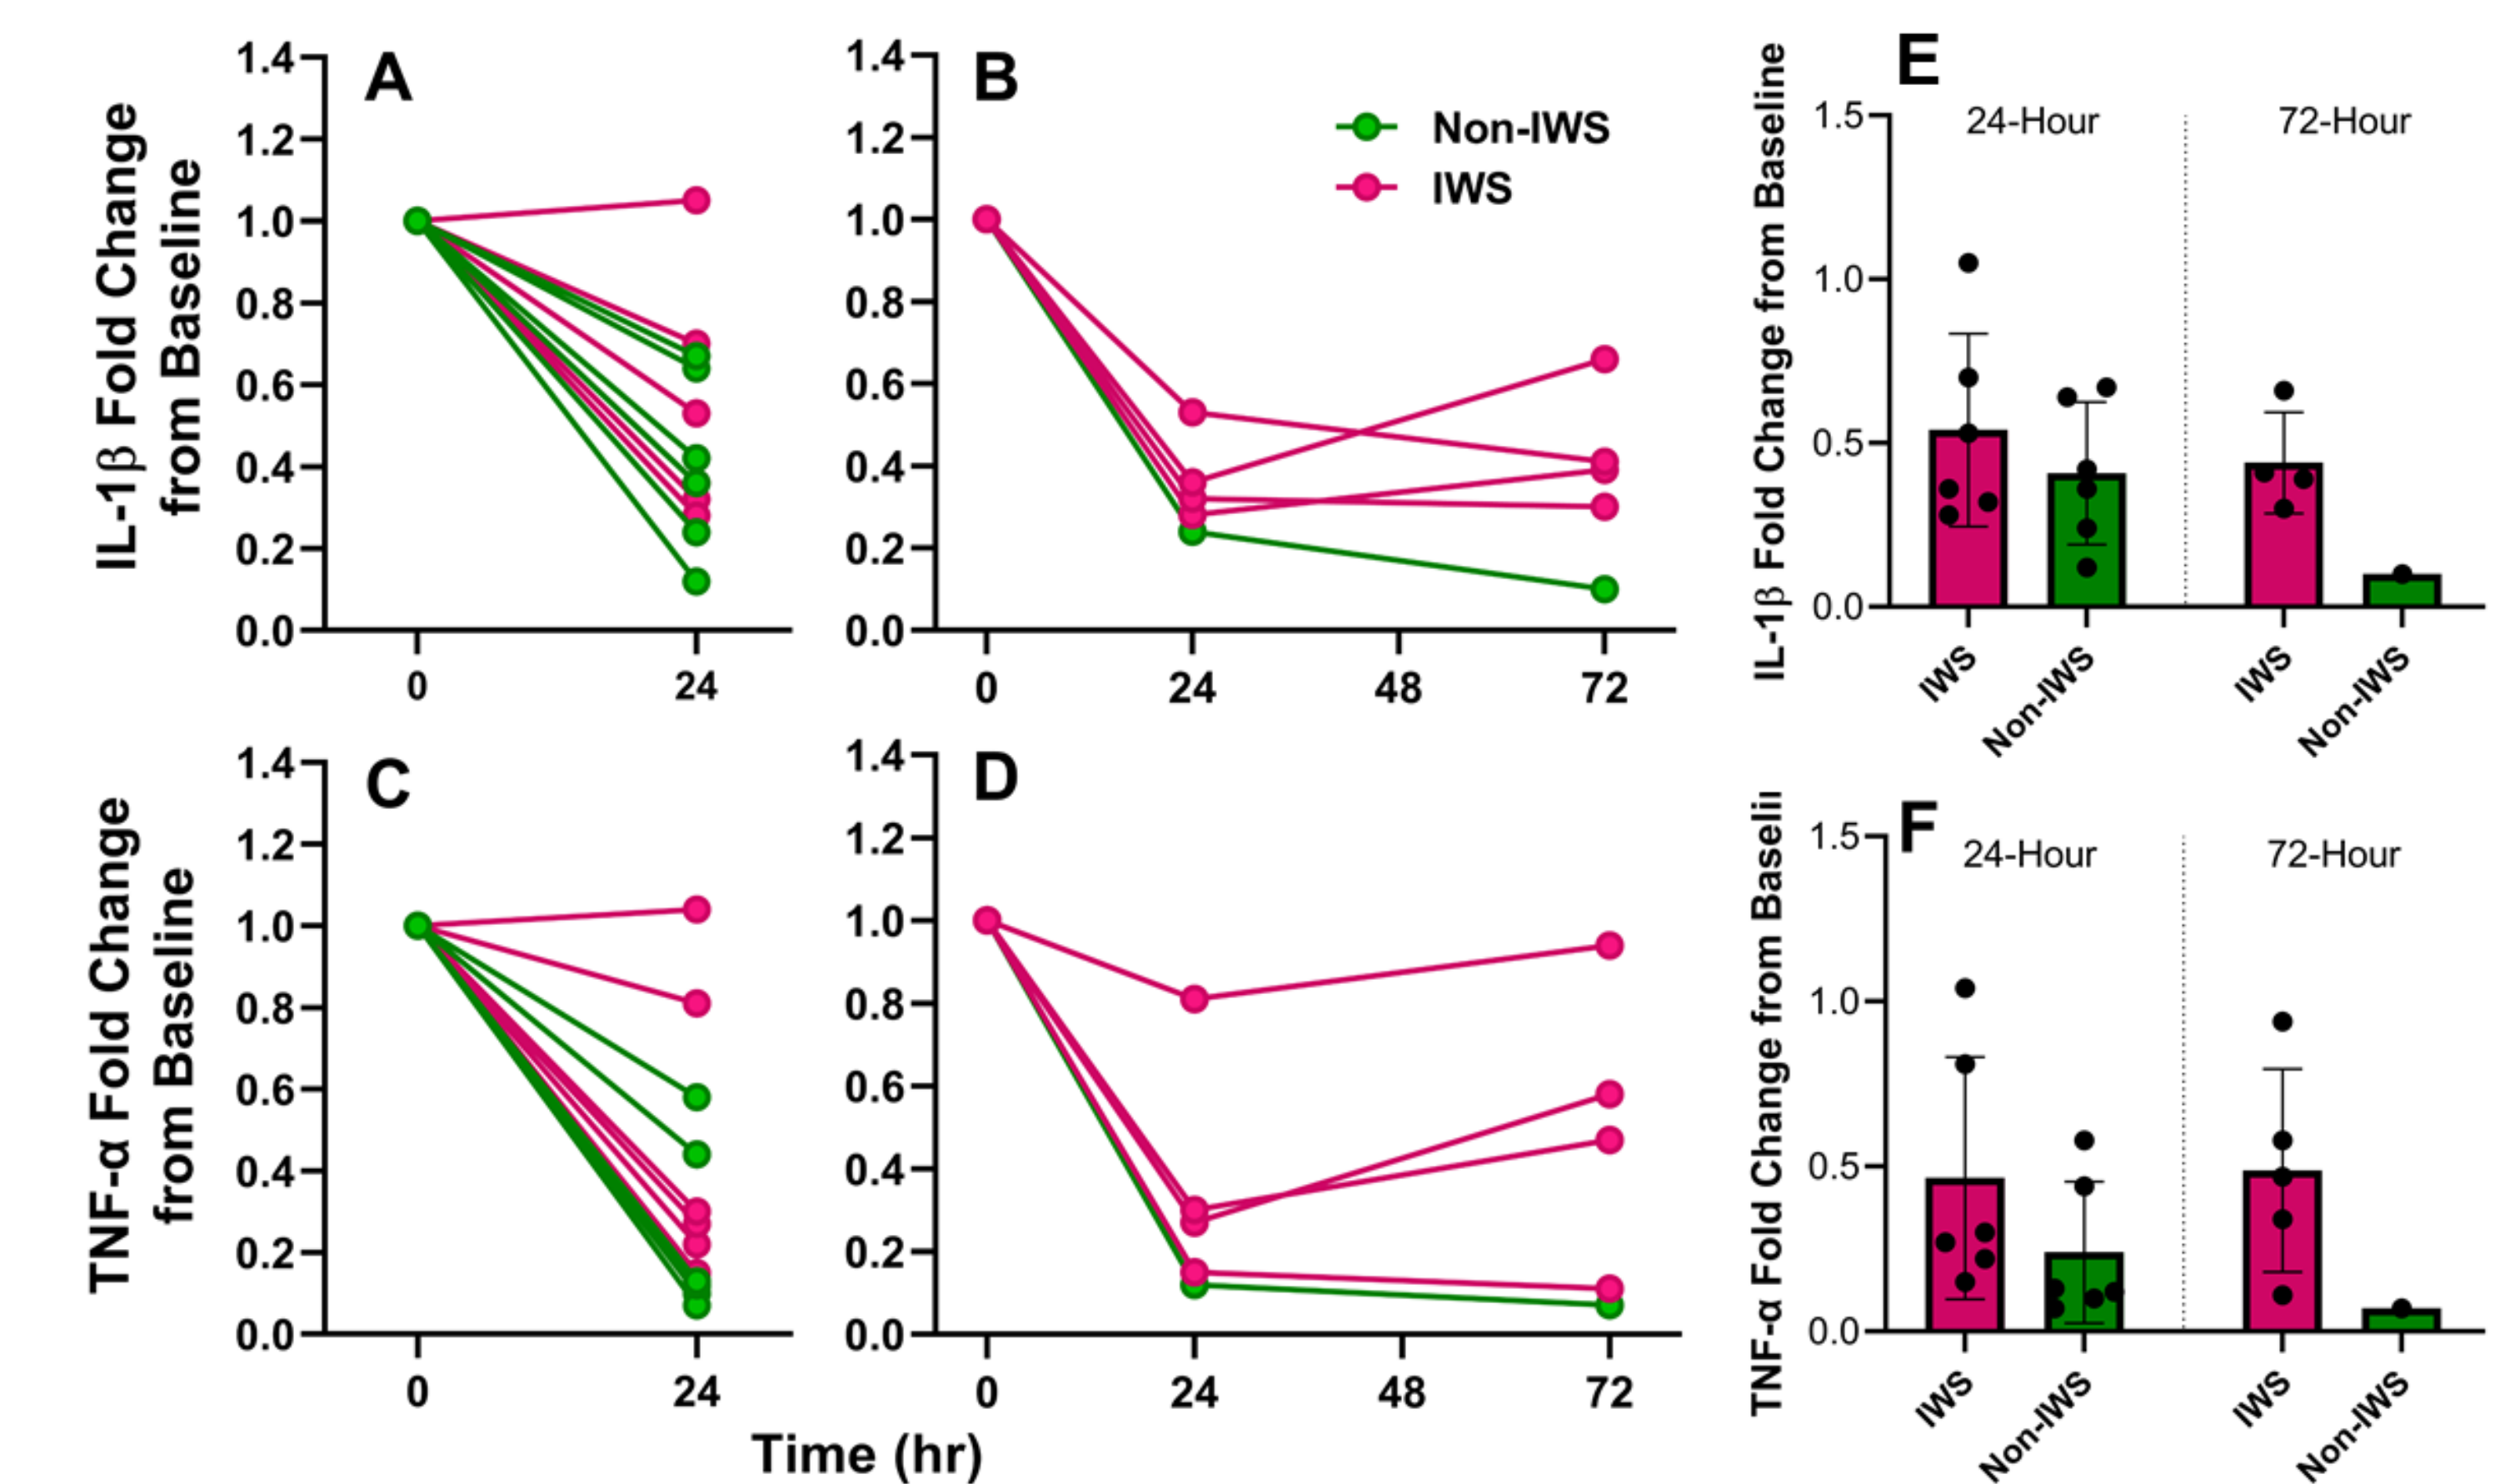 A
IL-1β Fold Change
from Baseline
1.4
1.2
1.0
0.8
0.6
0.4
0.2
0.0
0
24
B
1.4
1.2
1.0
0.8
0.6
0.4
0.2
0.0
0
24
48
72
Non-IWS
IWS
E
IL-1β Fold Change from Baseline
24-Hour
72-Hour
1.5
1.0
0.5
0.0
IWS
Non-IWS
IWS
Non-IWS
C
TNF-α Fold Change
from Baseline
1.4
1.2
1.0
0.8
0.6
0.4
0.2
0.0
0
24
D
1.4
1.2
1.0
0.8
0.6
0.4
0.2
0.0
0
24
48
72
Time (hr)
F
TNF-α Fold Change from
24-Hour
72-Hour
1.5
1.0
0.5
0.0
IWS
Non-IWS
IWS
Non-IWS